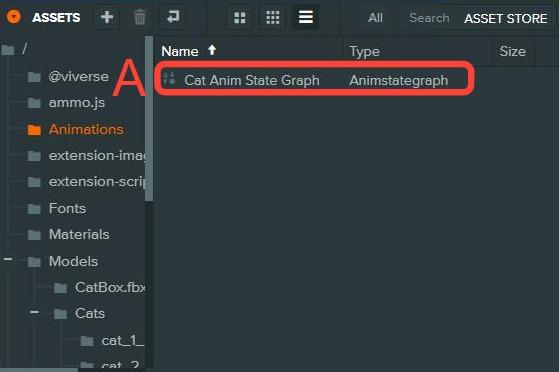 ASSETS All Search ASSET STORE
/
@viverse
ammo.js
Animations
extension-imag
extension-scrip
Fonts
Materials
Models
CatBox.fbx
Cats
cat_1_
cat_2_
A
Name Type Size
Cat Anim State Graph Animstategraph